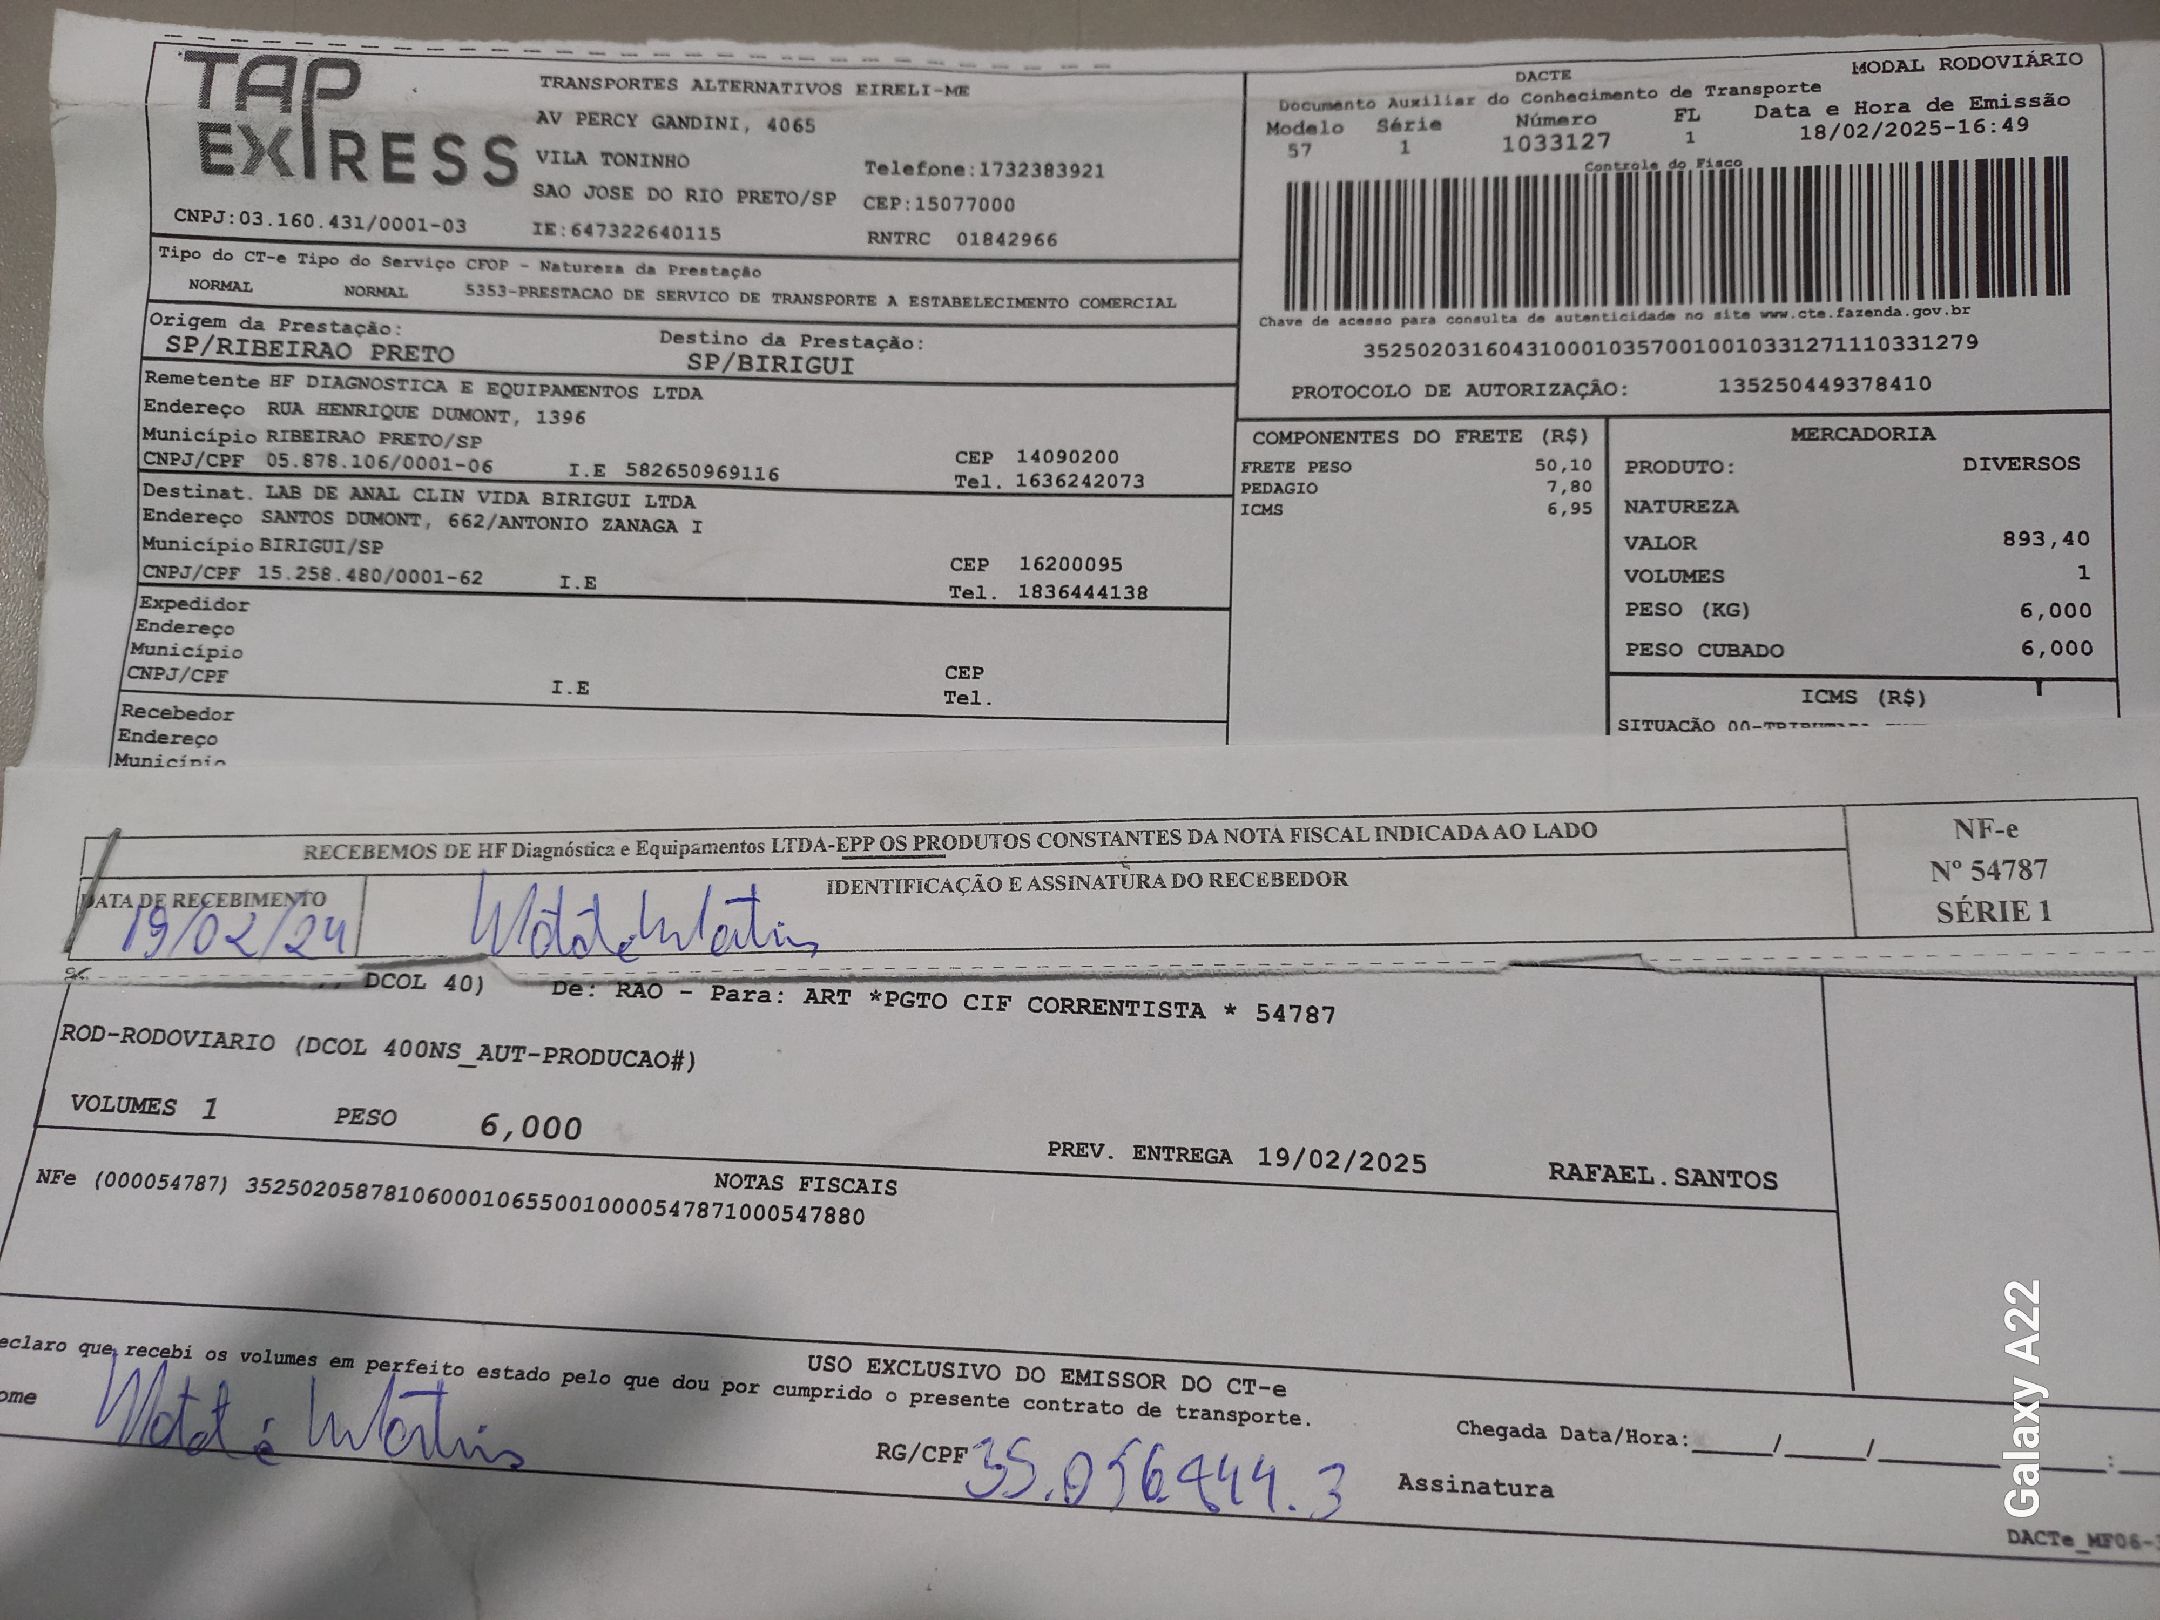 TAP EXPRESS
TRANSPORTES ALTERNATIVOS EIRELI-ME
AV PERCY GANDINI, 4065
VILA TONINHO Telefone:1732383921
SAO JOSE DO RIO PRETO/SP CEP:15077000
CNPJ:03.160.431/0001-03 IE:647322640115 RNTRC 01842966
DACTE MODAL RODOVIÁRIO
Documento Auxiliar do Conhecimento de Transporte
Modelo Série Número FL Data e Hora de Emissão
57 1 1033127 1 18/02/2025-16:49
Controle do Fisco
Chave de acesso para consulta de autenticidade no site www.cte.fazenda.gov.br
35250203160431000103570010010331271110331279
PROTOCOLO DE AUTORIZAÇÃO: 135250449378410
Tipo do CT-e Tipo do Serviço CFOP - Natureza da Prestação
NORMAL NORMAL 5353-PRESTACAO DE SERVICO DE TRANSPORTE A ESTABELECIMENTO COMERCIAL
Origem da Prestação: Destino da Prestação:
SP/RIBEIRAO PRETO SP/BIRIGUI
Remetente HF DIAGNOSTICA E EQUIPAMENTOS LTDA
Endereço RUA HENRIQUE DUMONT, 1396
Município RIBEIRAO PRETO/SP CEP 14090200
CNPJ/CPF 05.878.106/0001-06 I.E 582650969116 Tel. 1636242073
Destinat. LAB DE ANAL CLIN VIDA BIRIGUI LTDA
Endereço SANTOS DUMONT, 662/ANTONIO ZANAGA I
Município BIRIGUI/SP CEP 16200095
CNPJ/CPF 15.258.480/0001-62 I.E Tel. 1836444138
Expedidor
Endereço
Município CEP
CNPJ/CPF I.E Tel.
Recebedor
Endereço
Município
COMPONENTES DO FRETE (R$)
FRETE PESO 50,10
PEDAGIO 7,80
ICMS 6,95
MERCADORIA
PRODUTO: DIVERSOS
NATUREZA
VALOR 893,40
VOLUMES 1
PESO (KG) 6,000
PESO CUBADO 6,000
ICMS (R$)
SITUAÇÃO 00-
RECEBEMOS DE HF Diagnóstica e Equipamentos LTDA-EPP OS PRODUTOS CONSTANTES DA NOTA FISCAL INDICADA AO LADO
DATA DE RECEBIMENTO IDENTIFICAÇÃO E ASSINATURA DO RECEBEDOR
19/02/24
NF-e
Nº 54787
SÉRIE 1
DCOL 40) De: RAO - Para: ART *PGTO CIF CORRENTISTA * 54787
ROD-RODOVIARIO (DCOL 400NS_AUT-PRODUCAO#)
VOLUMES 1 PESO 6,000 PREV. ENTREGA 19/02/2025 RAFAEL.SANTOS
NOTAS FISCAIS
NFe (000054787) 35250205878106000106550010000547871000547880
USO EXCLUSIVO DO EMISSOR DO CT-e
eclaro que recebi os volumes em perfeito estado pelo que dou por cumprido o presente contrato de transporte.
ome RG/CPF Chegada Data/Hora:_____/_____/_____:
Assinatura
DACTe_MF06-
Galaxy A22